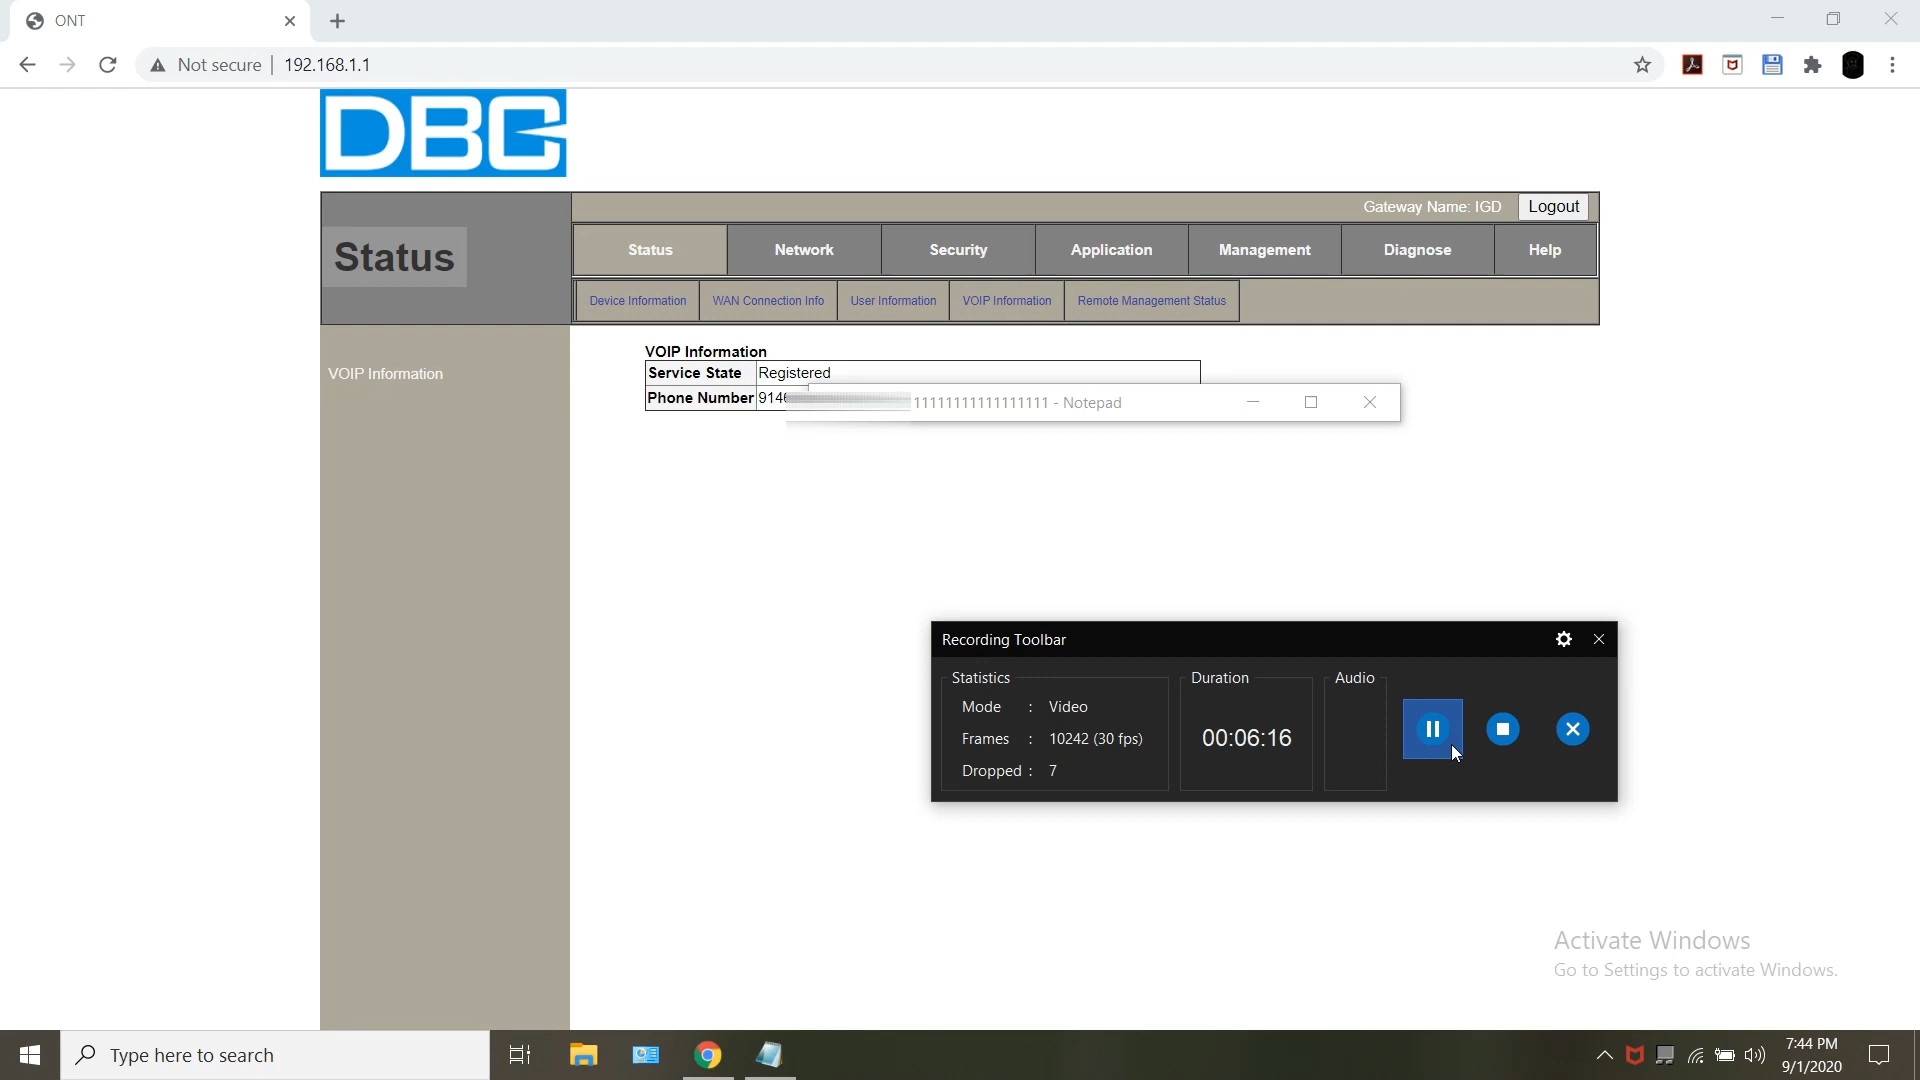 ONT
Not secure 192.168.1.1
DBC
Gateway Name: IGD Logout
Status
Status Network Security Application Management Diagnose Help
Device Information WAN Connection Info User Information VOIP Information Remote Management Status
VOIP Information
VOIP Information
Service State Registered
Phone Number 914
11111111111111111 - Notepad
Recording Toolbar
Statistics Duration Audio
Mode : Video
Frames : 10242 (30 fps)
00:06:16
Dropped : 7
Activate Windows
Go to Settings to activate Windows.
Type here to search
7:44 PM
9/1/2020